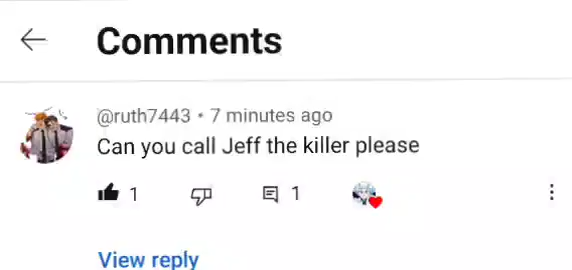 Comments
@ruth7443 • 7 minutes ago
Can you call Jeff the killer please
1 1
View reply